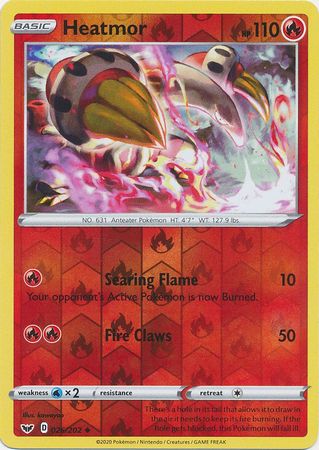 BASIC
Heatmor
HP 110
NO. 631 Anteater Pokémon HT: 4'7" WT: 127.9 lbs.
Searing Flame 10
Your opponent's Active Pokémon is now Burned.
Fire Claws 50
weakness ×2 resistance retreat
Illus. kawayoo
D 026/202
There's a hole in its tail that allows it to draw in
the air it needs to keep its fire burning. If the
hole gets blocked, this Pokémon will fall ill.
©2020 Pokémon / Nintendo / Creatures / GAME FREAK